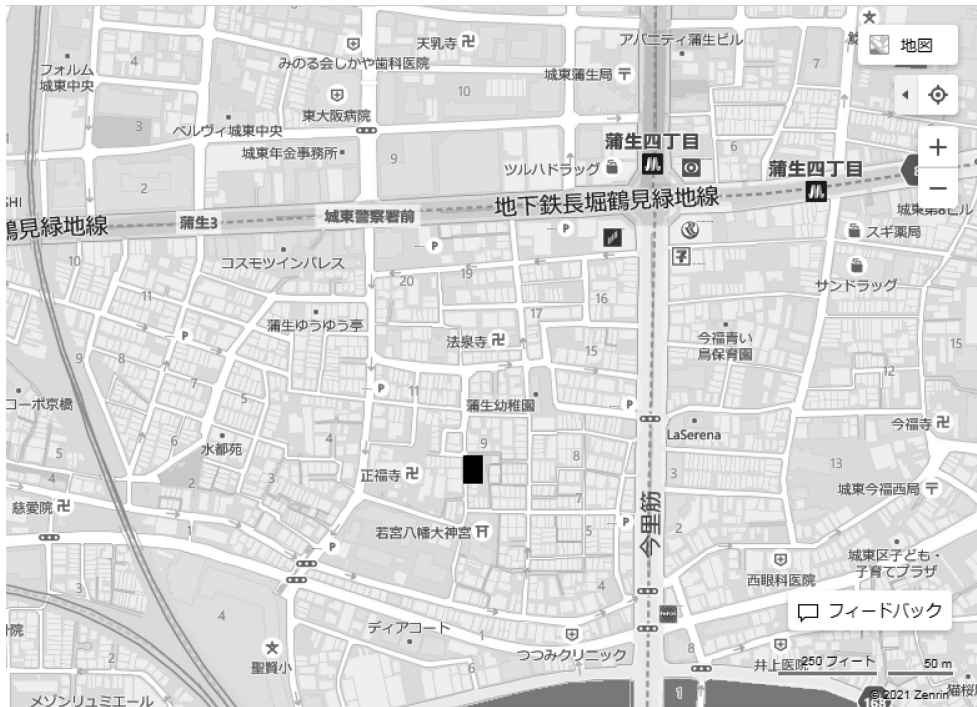 天乳寺
みのる会しかや歯科医院
アバニティ蒲生ビル
地図
フォルム
城東中央
4
7
城東蒲生局
10
東大阪病院
3
ベルヴィ城東中央
城東年金事務所
9
蒲生四丁目
6
ツルハドラッグ
蒲生四丁目
2
地下鉄長堀鶴見緑地線
鶴見緑地線
蒲生3
城東警察署前
城東第8ビル
スギ薬局
P
P
10
コスモツインパレス
20
19
サンドラッグ
11
16
蒲生ゆうゆう亭
17
法泉寺
今福青い
鳥保育園
15
15
P
9
8
7
5
P
11
12
蒲生幼稚園
P
コーポ京橋
LaSerena
今福寺
6
水都苑
4
9
8
5
正福寺
3
13
城東今福西局
4
2
7
慈愛院
3
若宮八幡大神宮
P
5
2
今里筋
P
城東区子ども・
子育てプラザ
1
西眼科医院
4
フィードバック
4
ディアコート
1
聖賢小
つつみクリニック
8
井上医院
250 フィート
50 m
2
メゾンリュミエール
1
© 2021 Zenrin
168